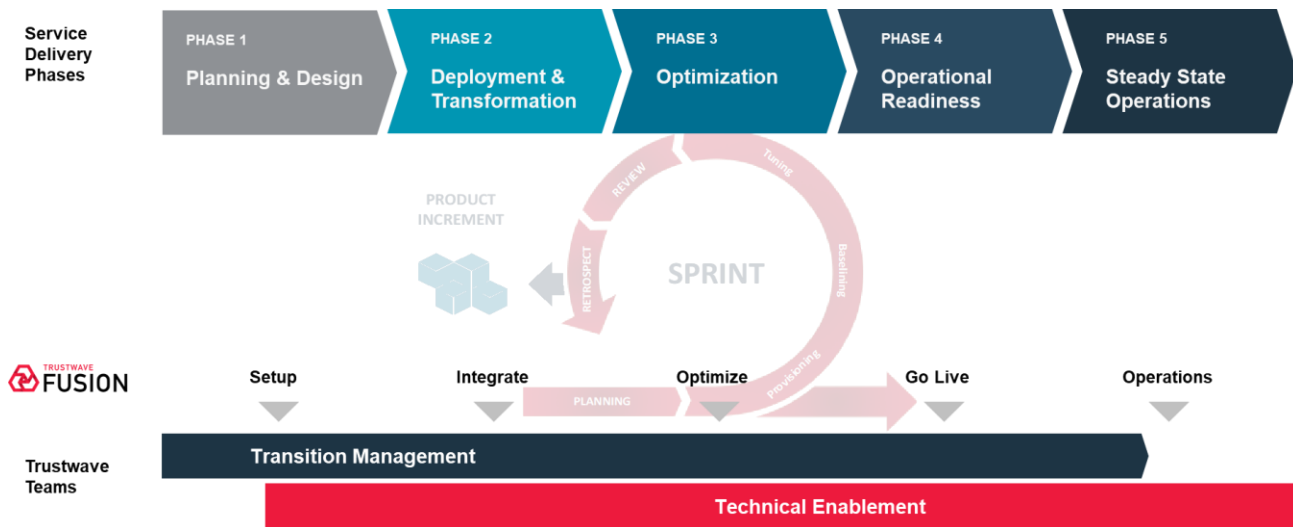 Service
Delivery
Phases
PHASE 1
Planning & Design
PHASE 2
Deployment &
Transformation
PHASE 3
Optimization
PHASE 4
Operational
Readiness
PHASE 5
Steady State
Operations
PRODUCT
INCREMENT
SPRINT
REVIEW
RETROSPECT
Tuning
Baselining
Provisioning
PLANNING
TRUSTWAVE
FUSION
Setup
Integrate
Optimize
Go Live
Operations
Trustwave
Teams
Transition Management
Technical Enablement